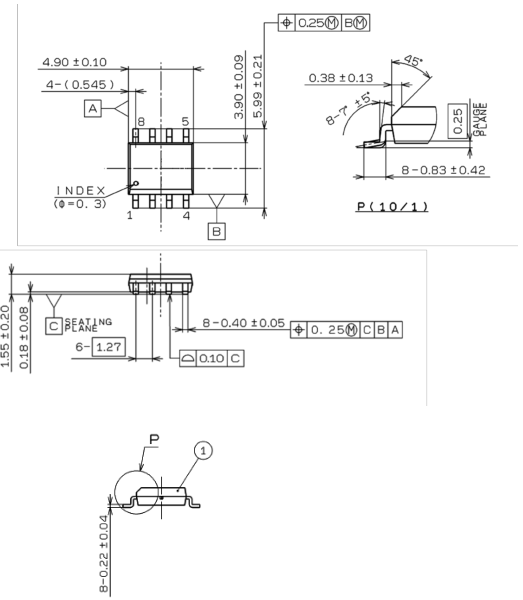 ⌖ 0.25Ⓜ BⓂ
4.90 ±0.10
4-(0.545)
A
8 5
3.90 ±0.09
5.99 ±0.21
INDEX
(Φ=0.3)
1 4
B
45°
0.38 ±0.13
8-7° ±5°
0.25
GAUGE
PLANE
8-0.83 ±0.42
P(10/1)
1.55 ±0.20
0.18 ±0.08
C
SEATING
PLANE
8-0.40 ±0.05
⌖ 0.25Ⓜ C B A
6- 1.27
⌓ 0.10 C
P
1
8-0.22 ±0.04